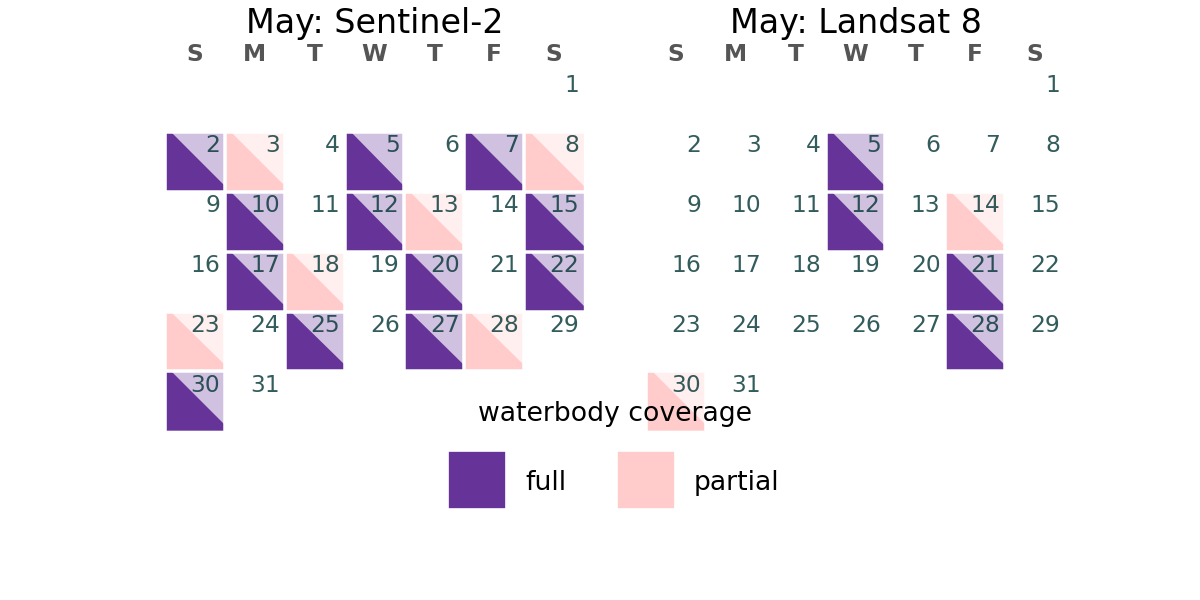 May: Sentinel-2
S M T W T F S
1
2 3 4 5 6 7 8
9 10 11 12 13 14 15
16 17 18 19 20 21 22
23 24 25 26 27 28 29
30 31
May: Landsat 8
S M T W T F S
1
2 3 4 5 6 7 8
9 10 11 12 13 14 15
16 17 18 19 20 21 22
23 24 25 26 27 28 29
30 31
waterbody coverage
full partial